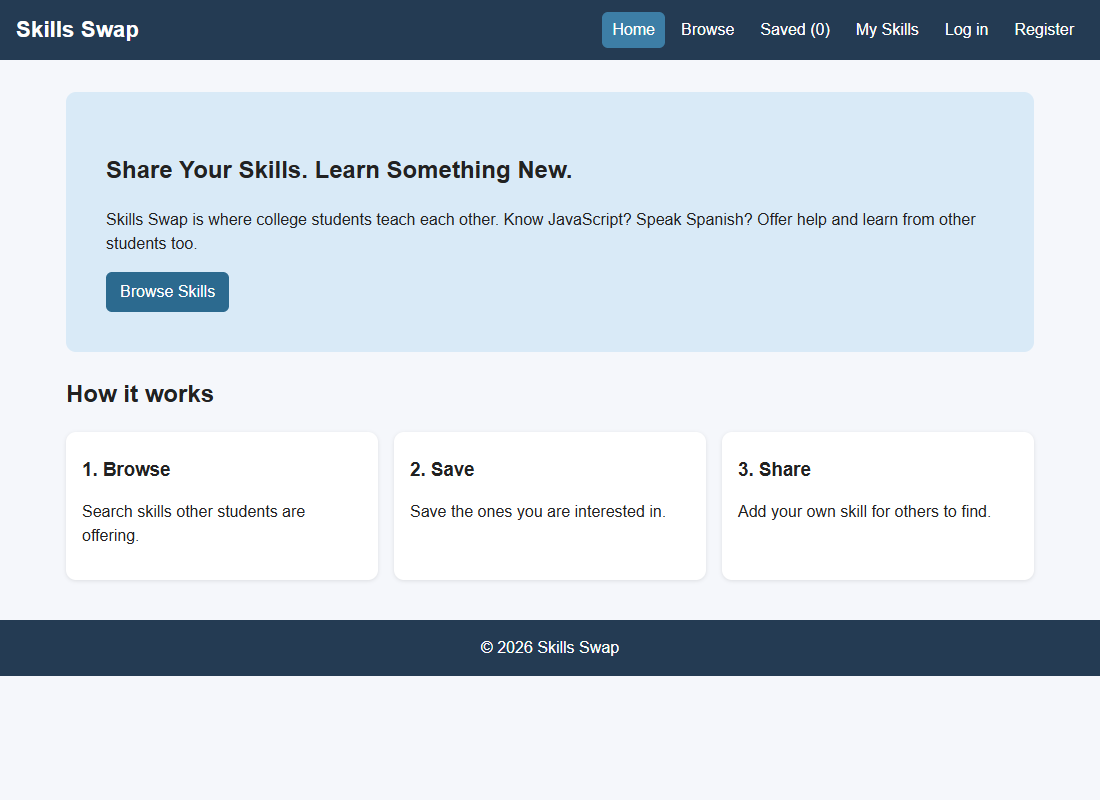 Skills Swap
Home Browse Saved (0) My Skills Log in Register
Share Your Skills. Learn Something New.
Skills Swap is where college students teach each other. Know JavaScript? Speak Spanish? Offer help and learn from other
students too.
Browse Skills
How it works
1. Browse
Search skills other students are
offering.
2. Save
Save the ones you are interested in.
3. Share
Add your own skill for others to find.
© 2026 Skills Swap